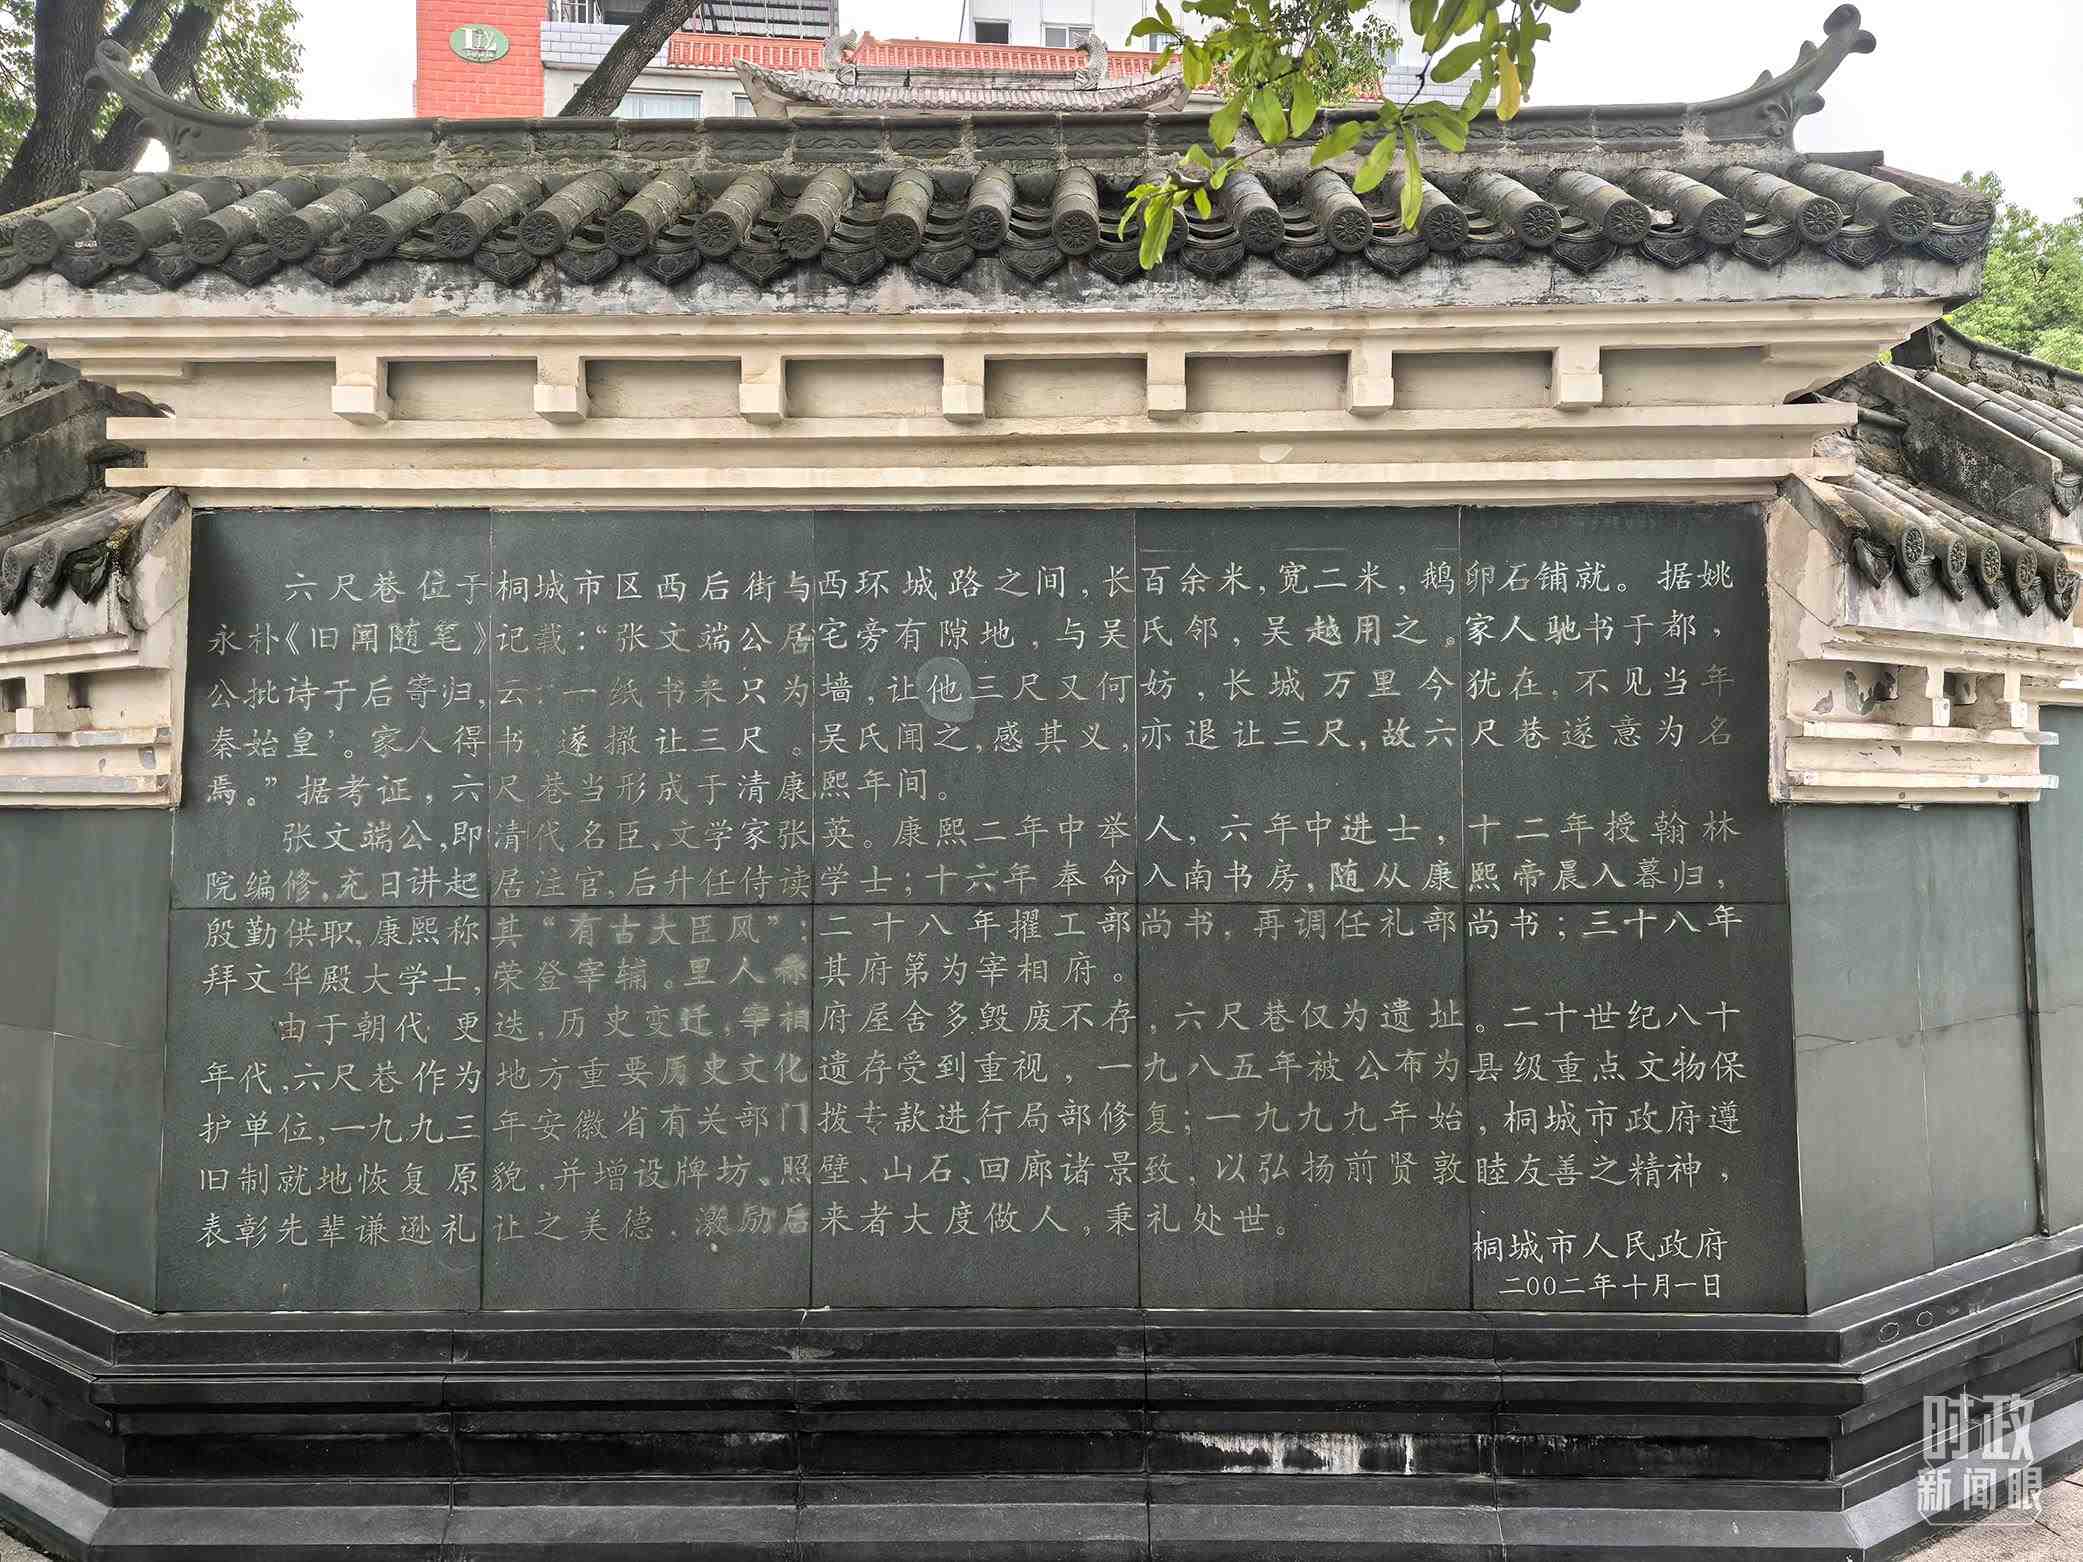 LZY
六尺巷位于桐城市区西后街与西环城路之间，长百余米，宽二米，鹅卵石铺就。据姚
永朴《旧闻随笔》记载：“张文端公居宅旁有隙地，与吴氏邻，吴越用之。家人驰书于都，
公批诗于后寄归，云：‘一纸书来只为墙，让他三尺又何妨，长城万里今犹在，不见当年
秦始皇’。家人得书，遂撤让三尺。吴氏闻之，感其义，亦退让三尺，故六尺巷遂意为名
焉。”据考证，六尺巷当形成于清康熙年间。
张文端公，即清代名臣、文学家张英。康熙二年中举人，六年中进士，十二年授翰林
院编修，充日讲起居注官，后升任侍读学士；十六年奉命入南书房，随从康熙帝晨入暮归，
殷勤供职，康熙称其“有古大臣风”；二十八年擢工部尚书，再调任礼部尚书；三十八年
拜文华殿大学士，荣登宰辅。里人称其府第为宰相府。
由于朝代更迭，历史变迁，宰相府屋舍多毁废不存，六尺巷仅为遗址。二十世纪八十
年代，六尺巷作为地方重要历史文化遗存受到重视，一九八五年被公布为县级重点文物保
护单位，一九九三年安徽省有关部门拨专款进行局部修复；一九九九年始，桐城市政府遵
旧制就地恢复原貌，并增设牌坊、照壁、山石、回廊诸景致，以弘扬前贤敦睦友善之精神，
表彰先辈谦逊礼让之美德，激励后来者大度做人，秉礼处世。
桐城市人民政府
二00二年十月一日
时政
新闻眼